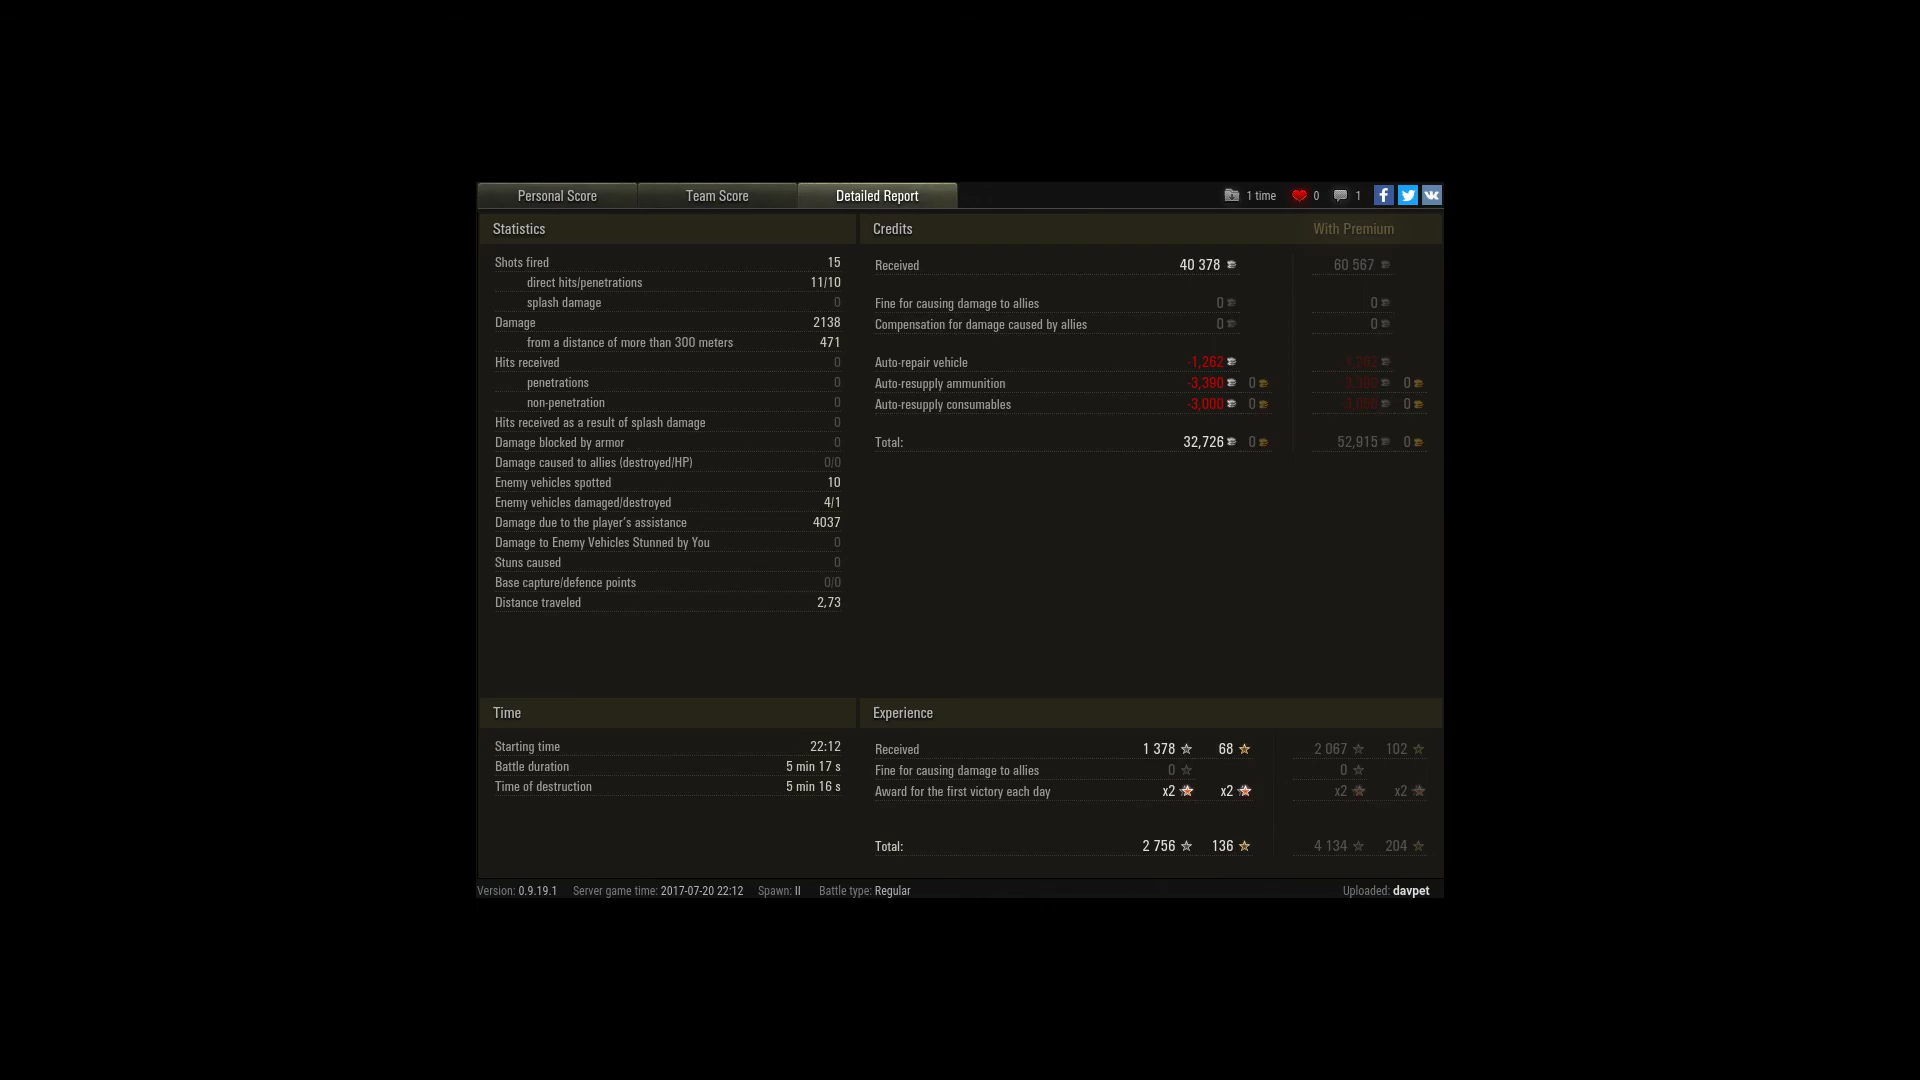 Personal Score Team Score Detailed Report 1 time 0 1
Statistics
Shots fired 15
direct hits/penetrations 11/10
splash damage 0
Damage 2138
from a distance of more than 300 meters 471
Hits received 0
penetrations 0
non-penetration 0
Hits received as a result of splash damage 0
Damage blocked by armor 0
Damage caused to allies (destroyed/HP) 0/0
Enemy vehicles spotted 10
Enemy vehicles damaged/destroyed 4/1
Damage due to the player's assistance 4037
Damage to Enemy Vehicles Stunned by You 0
Stuns caused 0
Base capture/defence points 0/0
Distance traveled 2,73
Credits With Premium
Received 40 378 60 567
Fine for causing damage to allies 0 0
Compensation for damage caused by allies 0 0
Auto-repair vehicle -1,262 -1,262
Auto-resupply ammunition -3,390 0 -3,390 0
Auto-resupply consumables -3,000 0 -3,000 0
Total: 32,726 0 52,915 0
Time
Starting time 22:12
Battle duration 5 min 17 s
Time of destruction 5 min 16 s
Experience
Received 1 378 68 2 067 102
Fine for causing damage to allies 0 0
Award for the first victory each day x2 x2 x2 x2
Total: 2 756 136 4 134 204
Version: 0.9.19.1 Server game time: 2017-07-20 22:12 Spawn: II Battle type: Regular Uploaded: davpet